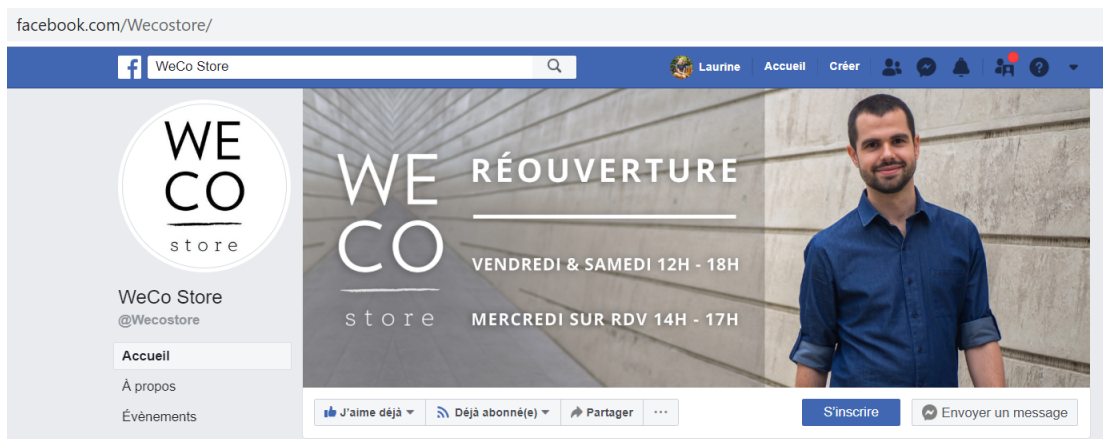 facebook.com/Wecostore/
WeCo Store
Laurine Accueil Créer
WE
CO
store
WeCo Store
@Wecostore
Accueil
À propos
Évènements
WE
CO
store
RÉOUVERTURE
VENDREDI & SAMEDI 12H - 18H
MERCREDI SUR RDV 14H - 17H
J'aime déjà Déjà abonné(e) Partager ··· S'inscrire Envoyer un message